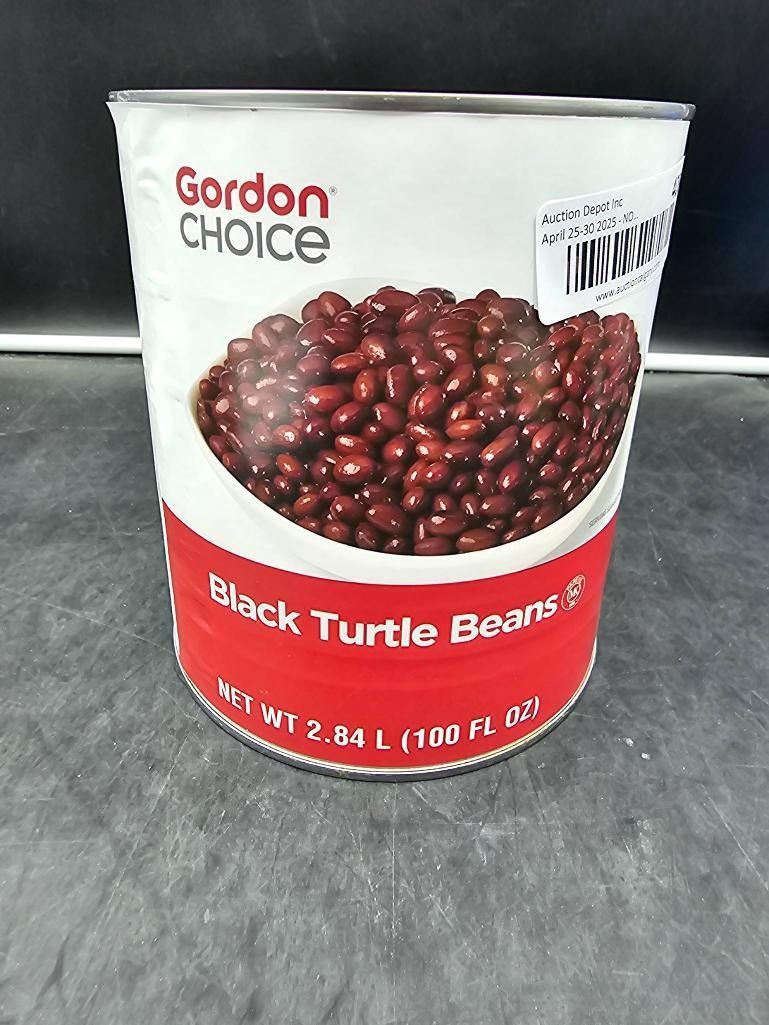 Gordon®
CHOICE
Auction Depot Inc
April 25-30 2025 - NO...
Black Turtle Beans
MK
NET WT 2.84 L (100 FL OZ)